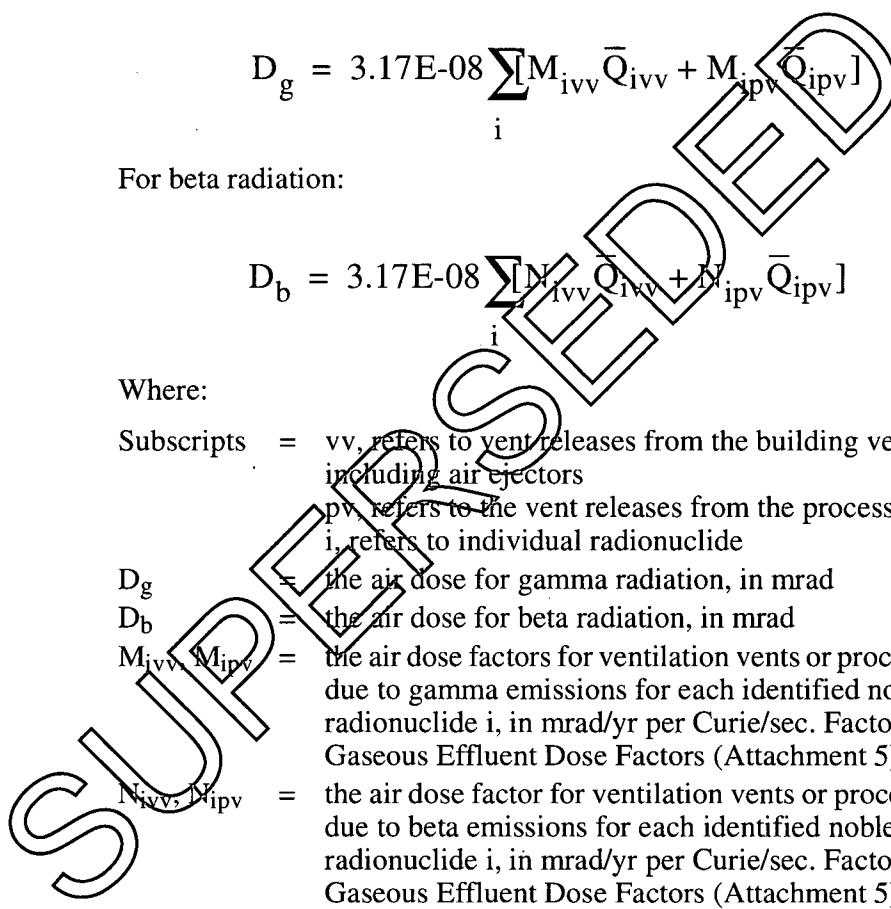 D_g = 3.17E-08 ∑_i [M_ivv Q̄_ivv + M_ipv Q̄_ipv]
For beta radiation:
D_b = 3.17E-08 ∑_i [N_ivv Q̄_ivv + N_ipv Q̄_ipv]
Where:
Subscripts = vv, refers to vent releases from the building
including air ejectors
pv, refers to the vent releases from the process
i, refers to individual radionuclide
D_g = the air dose for gamma radiation, in mrad
D_b = the air dose for beta radiation, in mrad
M_ivv, M_ipv = the air dose factors for ventilation vents or
due to gamma emissions for each identified
radionuclide i, in mrad/yr per Curie/sec.
Gaseous Effluent Dose Factors (Attachment 5)
N_ivv, N_ipv = the air dose factor for ventilation vents or
due to beta emissions for each identified noble
radionuclide i, in mrad/yr per Curie/sec.
Gaseous Effluent Dose Factors (Attachment 5)
SUPERSEDED